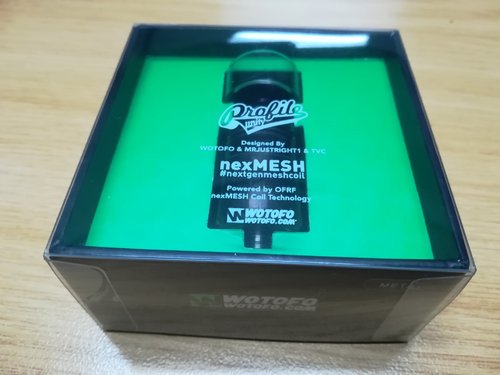 Profile
unity
Designed By
WOTOFO & MRJUSTRIGHT1 & TVC
nexMESH
#nextgenmeshcoil
Powered by OFRF
nexMESH Coil Technology
WOTOFO
WOTOFO.COM
WOTOFO
WOTOFO.COM